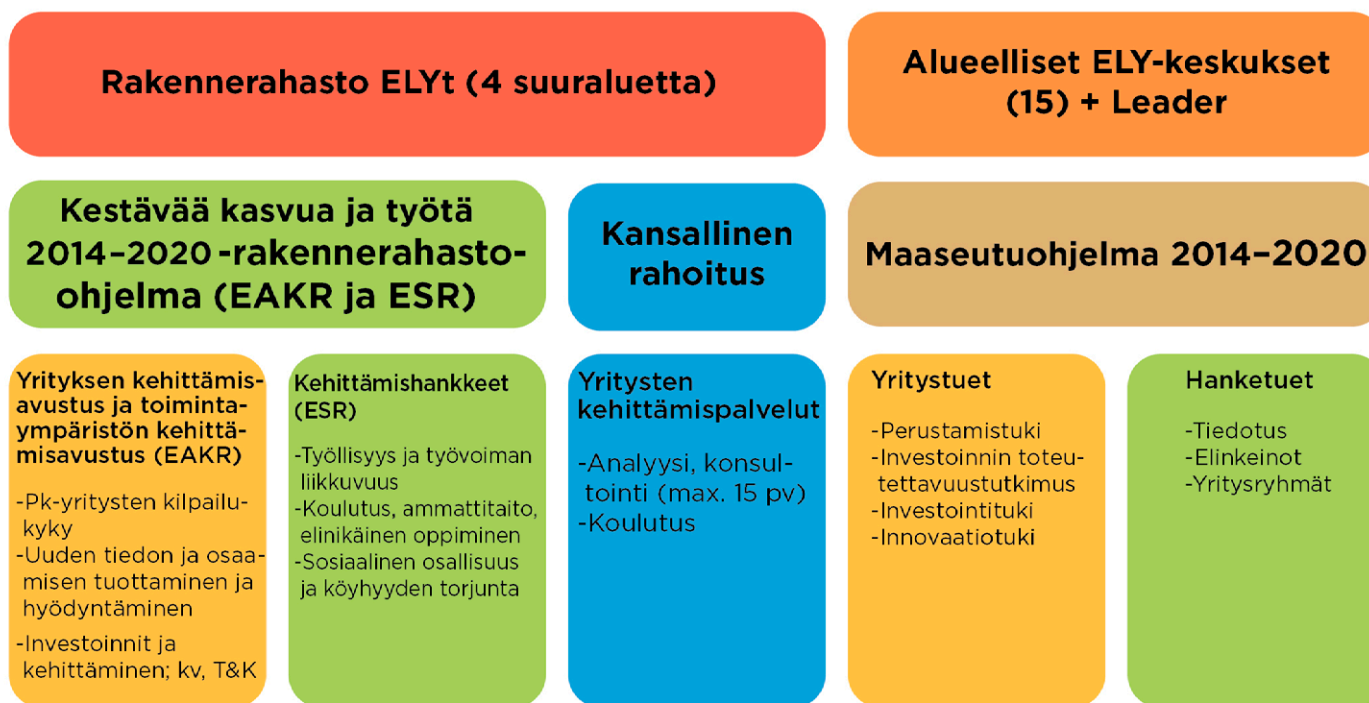 Rakennerahasto ELYt (4 suuraluetta)
Alueelliset ELY-keskukset
(15) + Leader
Kestävää kasvua ja työtä
2014–2020 -rakennerahasto-
ohjelma (EAKR ja ESR)
Kansallinen
rahoitus
Maaseutuohjelma 2014–2020
Yrityksen kehittämis-
avustus ja toiminta-
ympäristön kehittä-
misavustus (EAKR)
-Pk-yritysten kilpailu-
kyky
-Uuden tiedon ja osaa-
misen tuottaminen ja
hyödyntäminen
-Investoinnit ja
kehittäminen; kv, T&K
Kehittämishankkeet
(ESR)
-Työllisyys ja työvoiman
liikkuvuus
-Koulutus, ammattitaito,
elinikäinen oppiminen
-Sosiaalinen osallisuus
ja köyhyyden torjunta
Yritysten
kehittämispalvelut
-Analyysi, konsul-
tointi (max. 15 pv)
-Koulutus
Yritystuet
-Perustamistuki
-Investoinnin toteu-
tettavuustutkimus
-Investointituki
-Innovaatiotuki
Hanketuet
-Tiedotus
-Elinkeinot
-Yritysryhmät